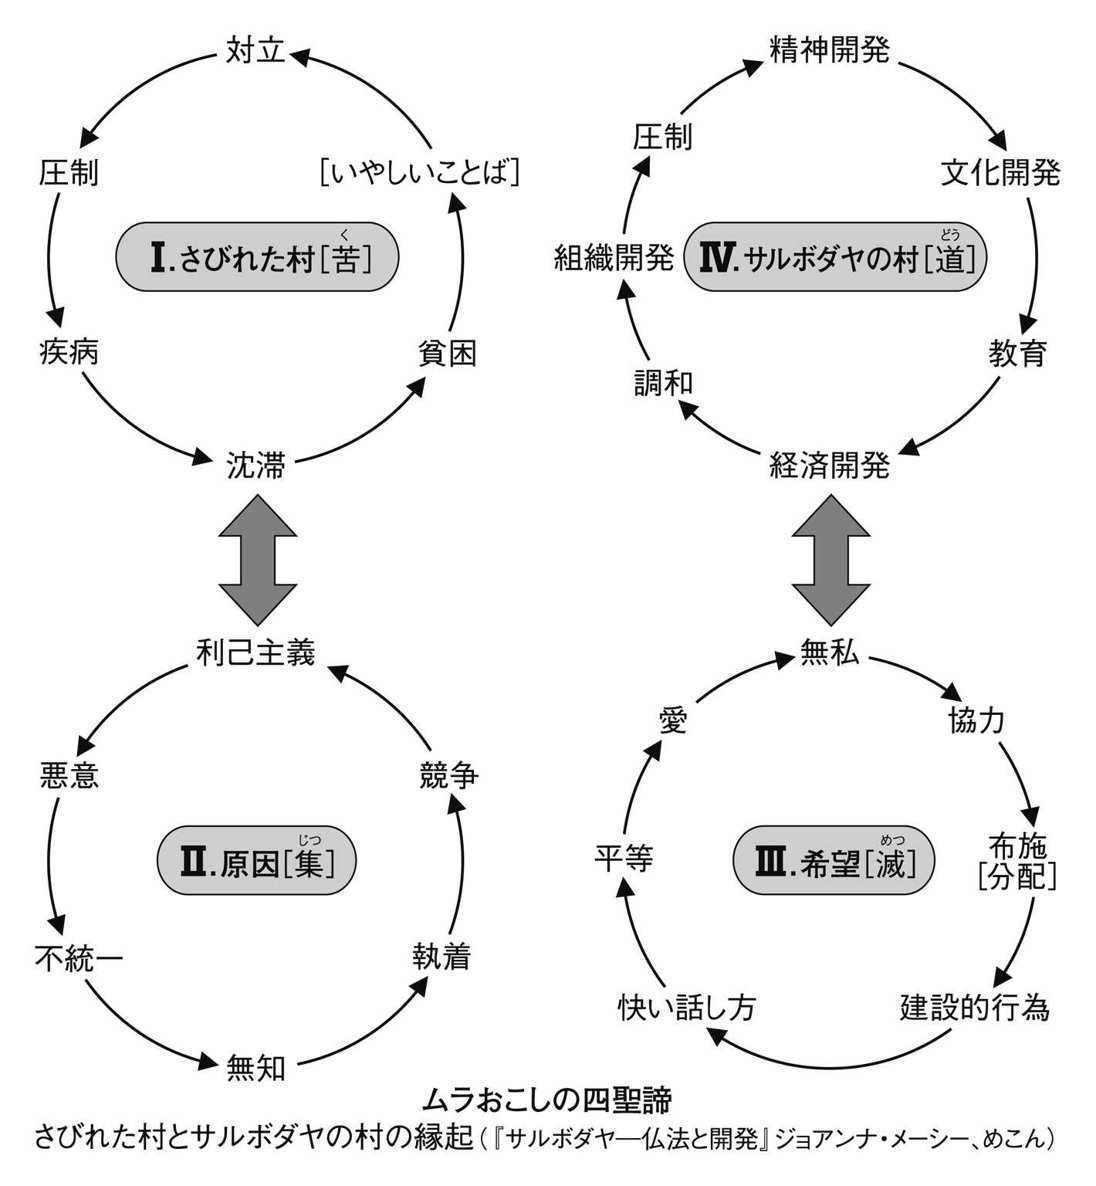 対立
圧制
[いやしいことば]
く
Ⅰ.さびれた村[苦]
疾病
貧困
沈滞
精神開発
圧制
文化開発
組織開発
どう
Ⅳ.サルボダヤの村[道]
教育
調和
経済開発
利己主義
悪意
競争
じつ
Ⅱ.原因[集]
不統一
執着
無知
無私
愛
協力
平等
めつ
Ⅲ.希望[滅]
布施
[分配]
快い話し方
建設的行為
ムラおこしの四聖諦
さびれた村とサルボダヤの村の縁起(『サルボダヤ―仏法と開発』ジョアンナ・メーシー、めこん)